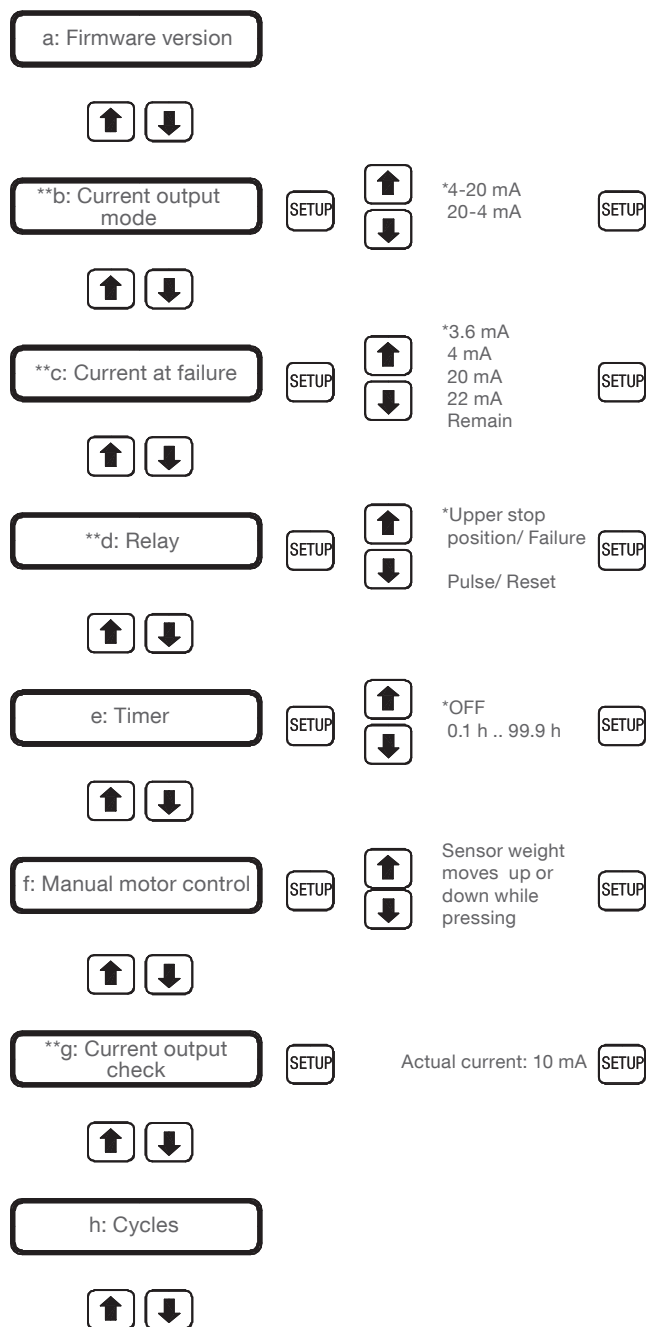 a: Firmware version
**b: Current output
mode
SETUP
*4-20 mA
20-4 mA
SETUP
**c: Current at failure
SETUP
*3.6 mA
4 mA
20 mA
22 mA
Remain
SETUP
**d: Relay
SETUP
*Upper stop
position/ Failure
Pulse/ Reset
SETUP
e: Timer
SETUP
*OFF
0.1 h .. 99.9 h
SETUP
f: Manual motor control
SETUP
Sensor weight
moves up or
down while
pressing
SETUP
**g: Current output
check
SETUP
Actual current: 10 mA
SETUP
h: Cycles